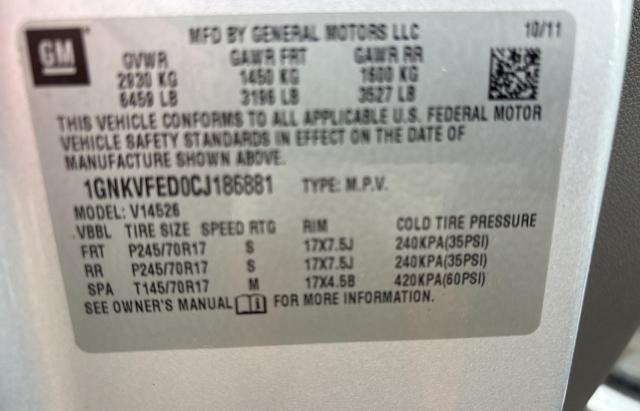 GM
MFD BY GENERAL MOTORS LLC 10/11
GVWR GAWR FRT GAWR RR
2930 KG 1450 KG 1600 KG
6459 LB 3196 LB 3527 LB
THIS VEHICLE CONFORMS TO ALL APPLICABLE U.S. FEDERAL MOTOR
VEHICLE SAFETY STANDARDS IN EFFECT ON THE DATE OF
MANUFACTURE SHOWN ABOVE.
1GNKVFED0CJ186881 TYPE: M.P.V.
MODEL: V14526
.VBBL TIRE SIZE SPEED RTG RIM COLD TIRE PRESSURE
FRT P245/70R17 S 17X7.5J 240KPA(35PSI)
RR P245/70R17 S 17X7.5J 240KPA(35PSI)
SPA T145/70R17 M 17X4.5B 420KPA(60PSI)
SEE OWNER'S MANUAL FOR MORE INFORMATION.